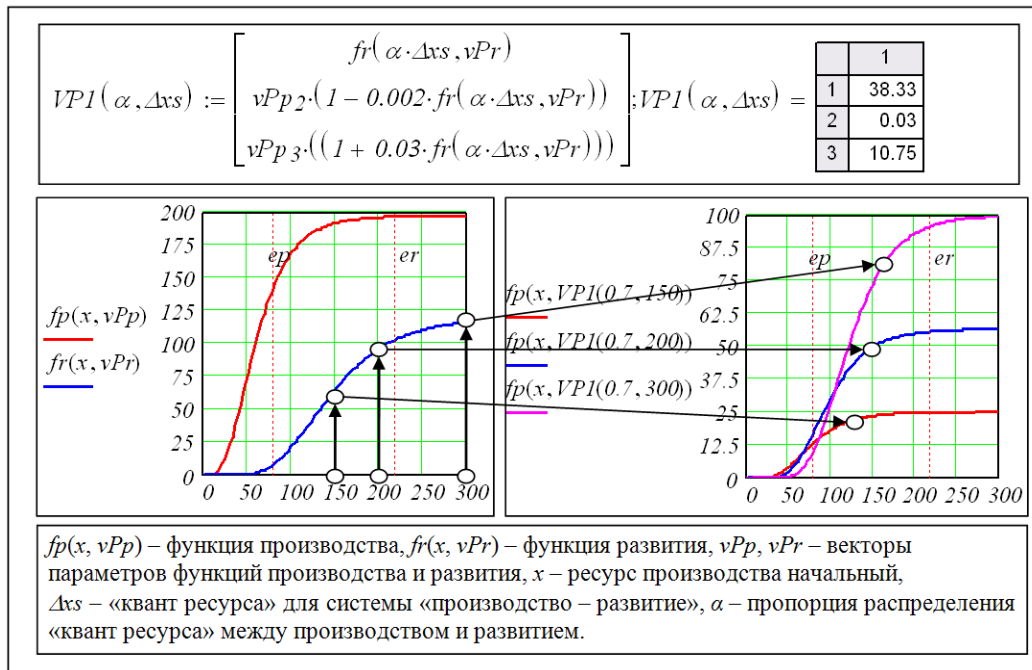 VP1(α, Δxs) := [ fr(α·Δxs, vPr)
vPp 2·(1 − 0.002·fr(α·Δxs, vPr))
vPp 3·((1 + 0.03·fr(α·Δxs, vPr))) ]; VP1(α, Δxs) =
1
1 38.33
2 0.03
3 10.75
fp(x, vPp)
fr(x, vPr)
200
175
150
125
100
75
50
25
0
0 50 100 150 200 250 300
ep
er
fp(x, VP1(0.7, 150))
fp(x, VP1(0.7, 200))
fp(x, VP1(0.7, 300))
100
87.5
75
62.5
50
37.5
25
12.5
0
0 50 100 150 200 250 300
ep
er
fp(x, vPp) – функция производства, fr(x, vPr) – функция развития, vPp, vPr – векторы
параметров функций производства и развития, x – ресурс производства начальный,
Δxs – «квант ресурса» для системы «производство – развитие», α – пропорция распределения
«квант ресурса» между производством и развитием.